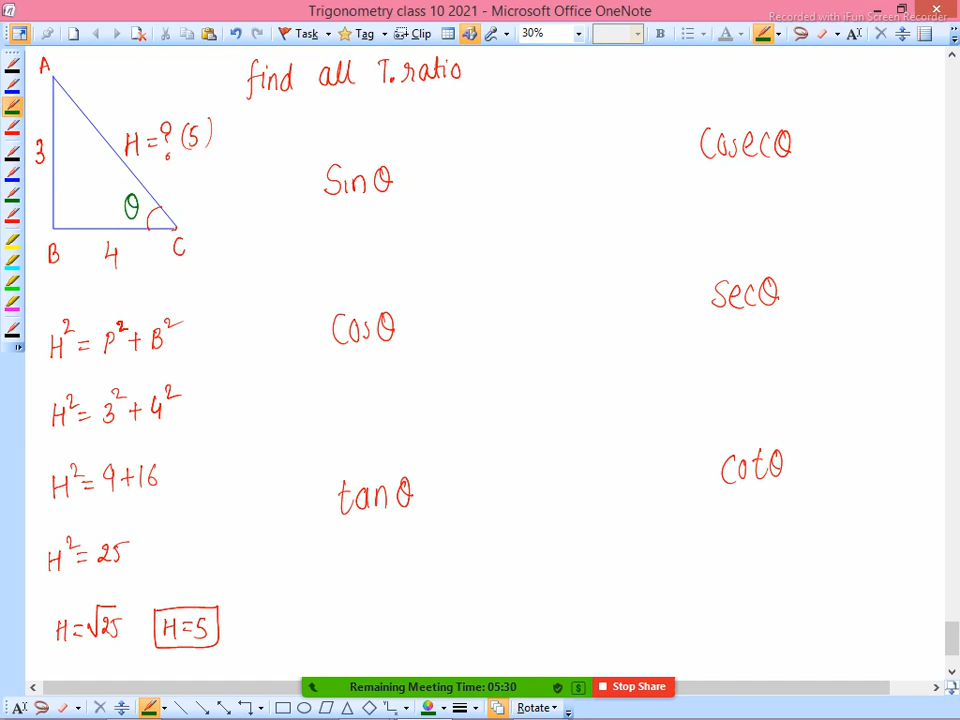 Trigonometry class 10 2021 - Microsoft Office OneNote
Recorded with iFun Screen Recorder
Task
Tag
Clip
30%
B
A
find all T.ratio
H = ? (5)
3
θ
B
4
C
Sinθ
Cosecθ
H² = P² + B²
Cosθ
Secθ
H² = 3² + 4²
H² = 9+16
tanθ
Cotθ
H² = 25
H = √25
H = 5
Remaining Meeting Time: 05:30
Stop Share
Rotate